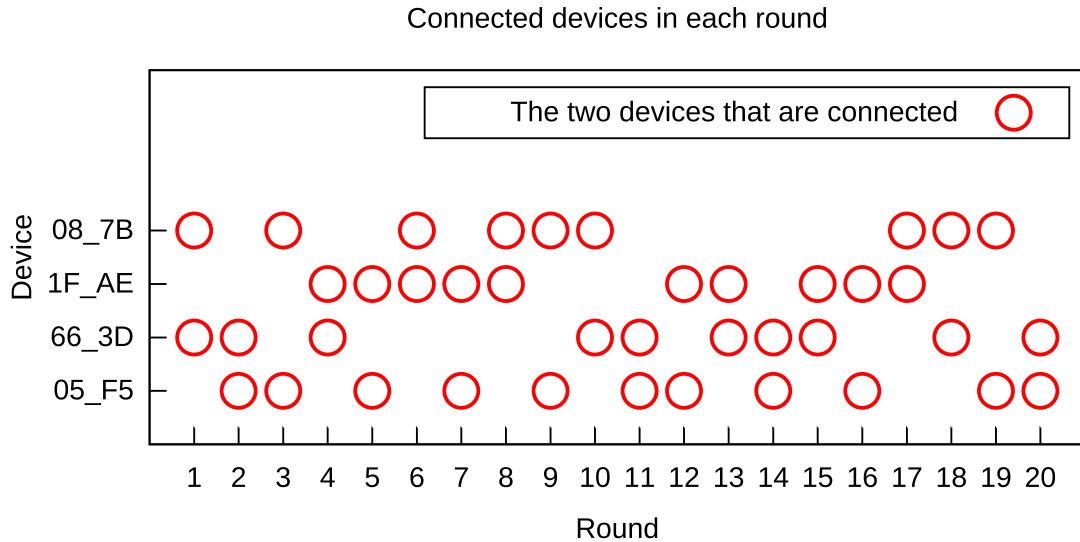 Connected devices in each round
The two devices that are connected
Device
08_7B
1F_AE
66_3D
05_F5
1 2 3 4 5 6 7 8 9 10 11 12 13 14 15 16 17 18 19 20
Round